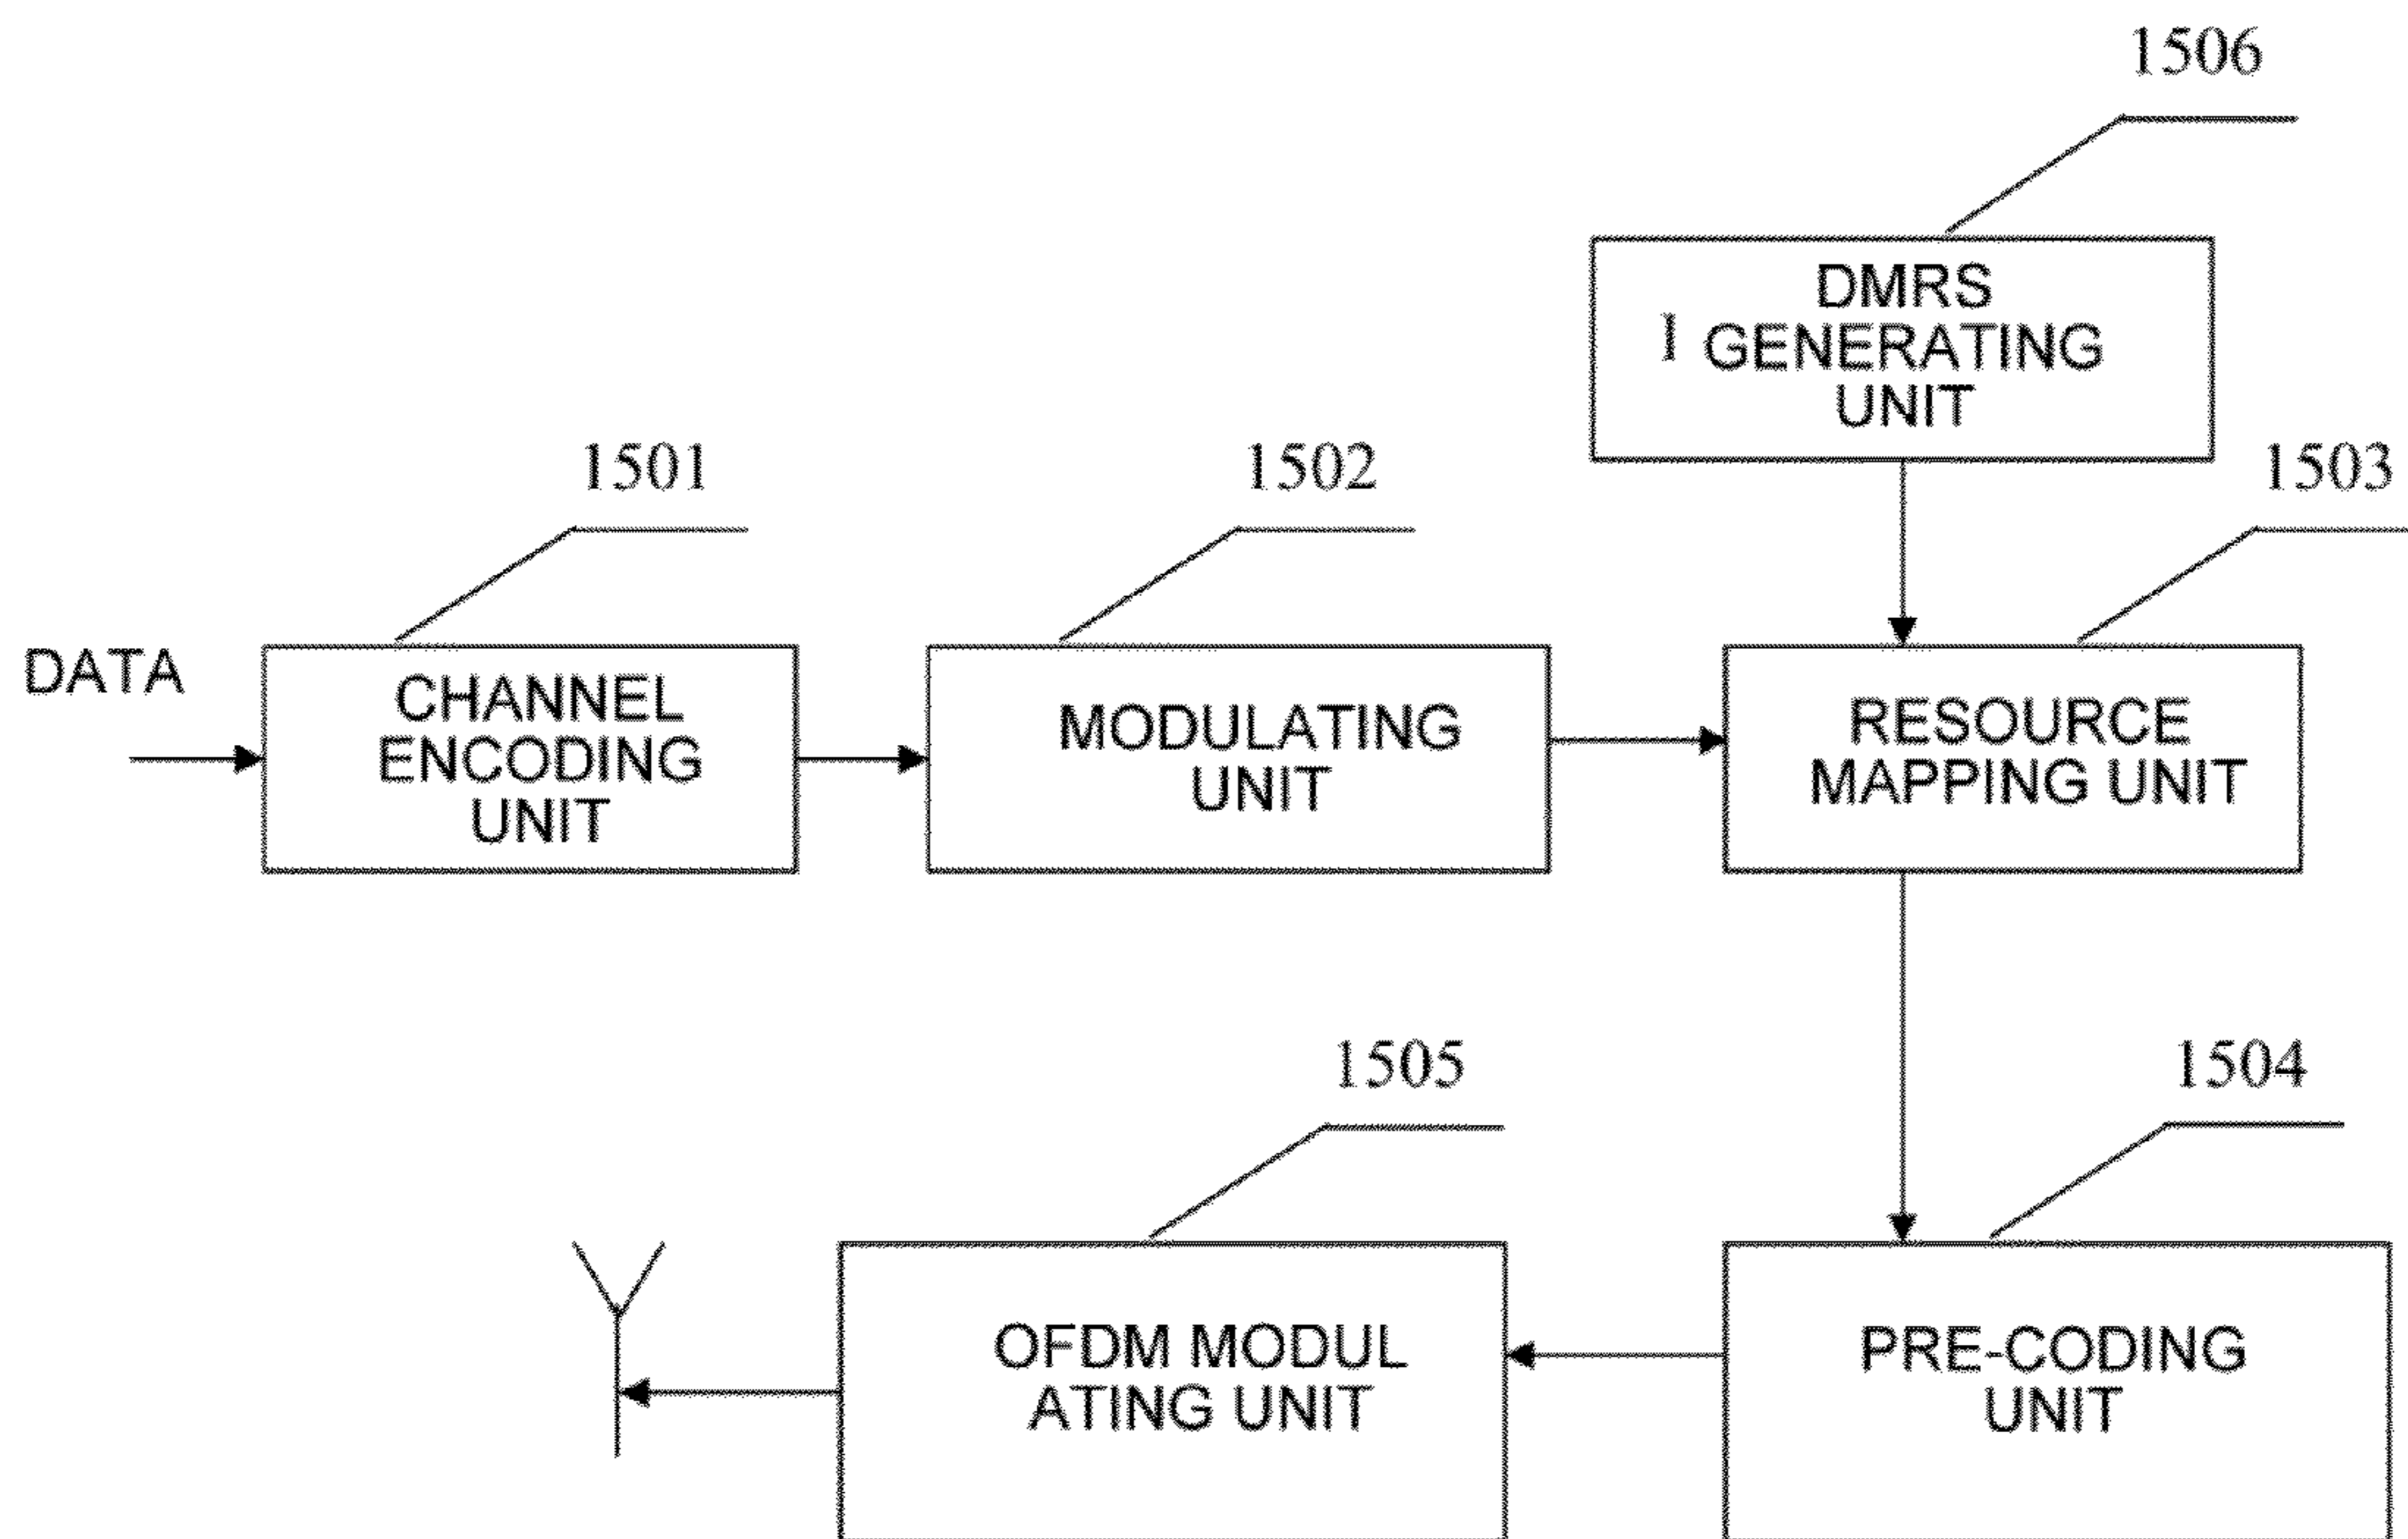 1506
DMRS
I GENERATING
UNIT
1501
1502
1503
DATA
CHANNEL
ENCODING
UNIT
MODULATING
UNIT
RESOURCE
MAPPING UNIT
1505
1504
OFDM MODUL
ATING UNIT
PRE-CODING
UNIT